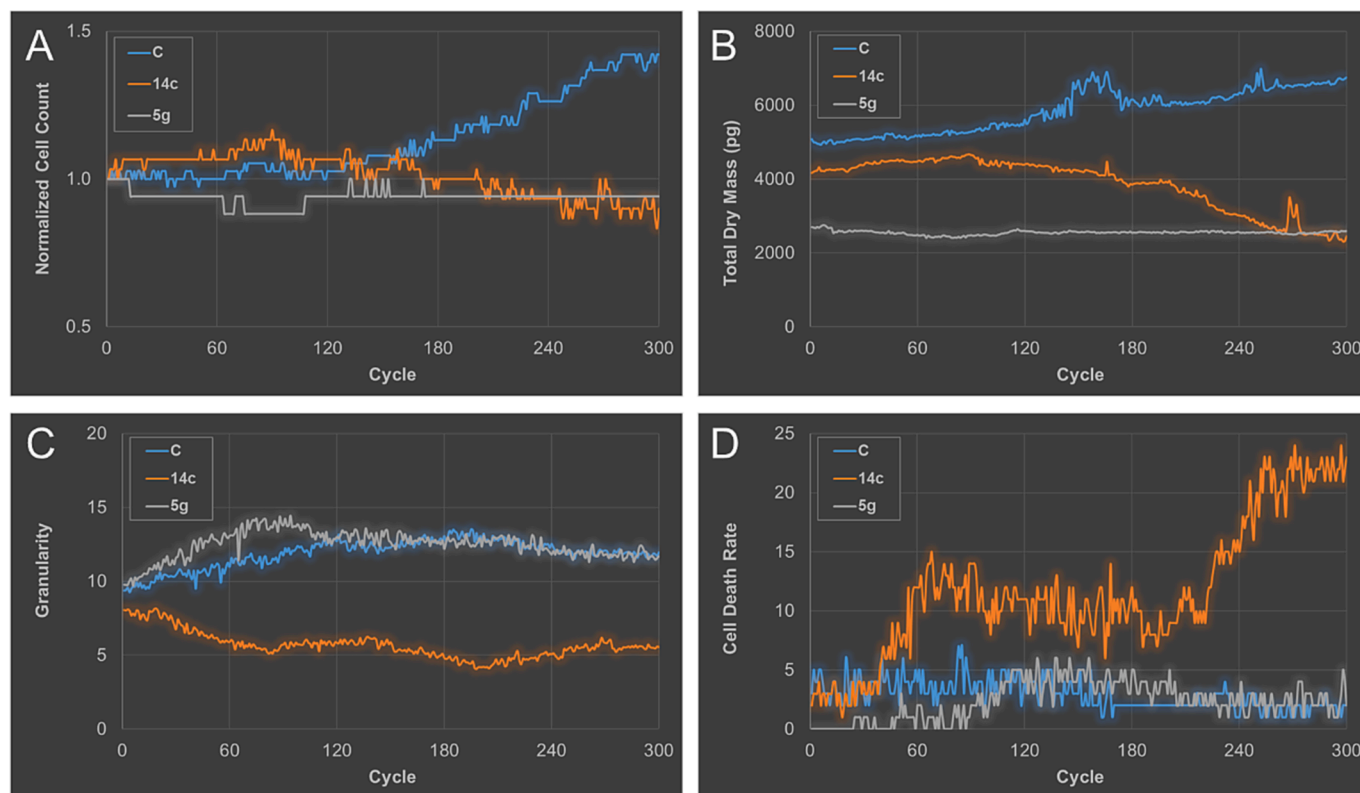 A
Normalized Cell Count
1.5
1.0
0.5
C
14c
5g
0 60 120 180 240 300
Cycle
B
Total Dry Mass (pg)
8000
6000
4000
2000
0
C
14c
5g
0 60 120 180 240 300
Cycle
C
Granularity
20
15
10
5
0
C
14c
5g
0 60 120 180 240 300
Cycle
D
Cell Death Rate
25
20
15
10
5
0
C
14c
5g
0 60 120 180 240 300
Cycle